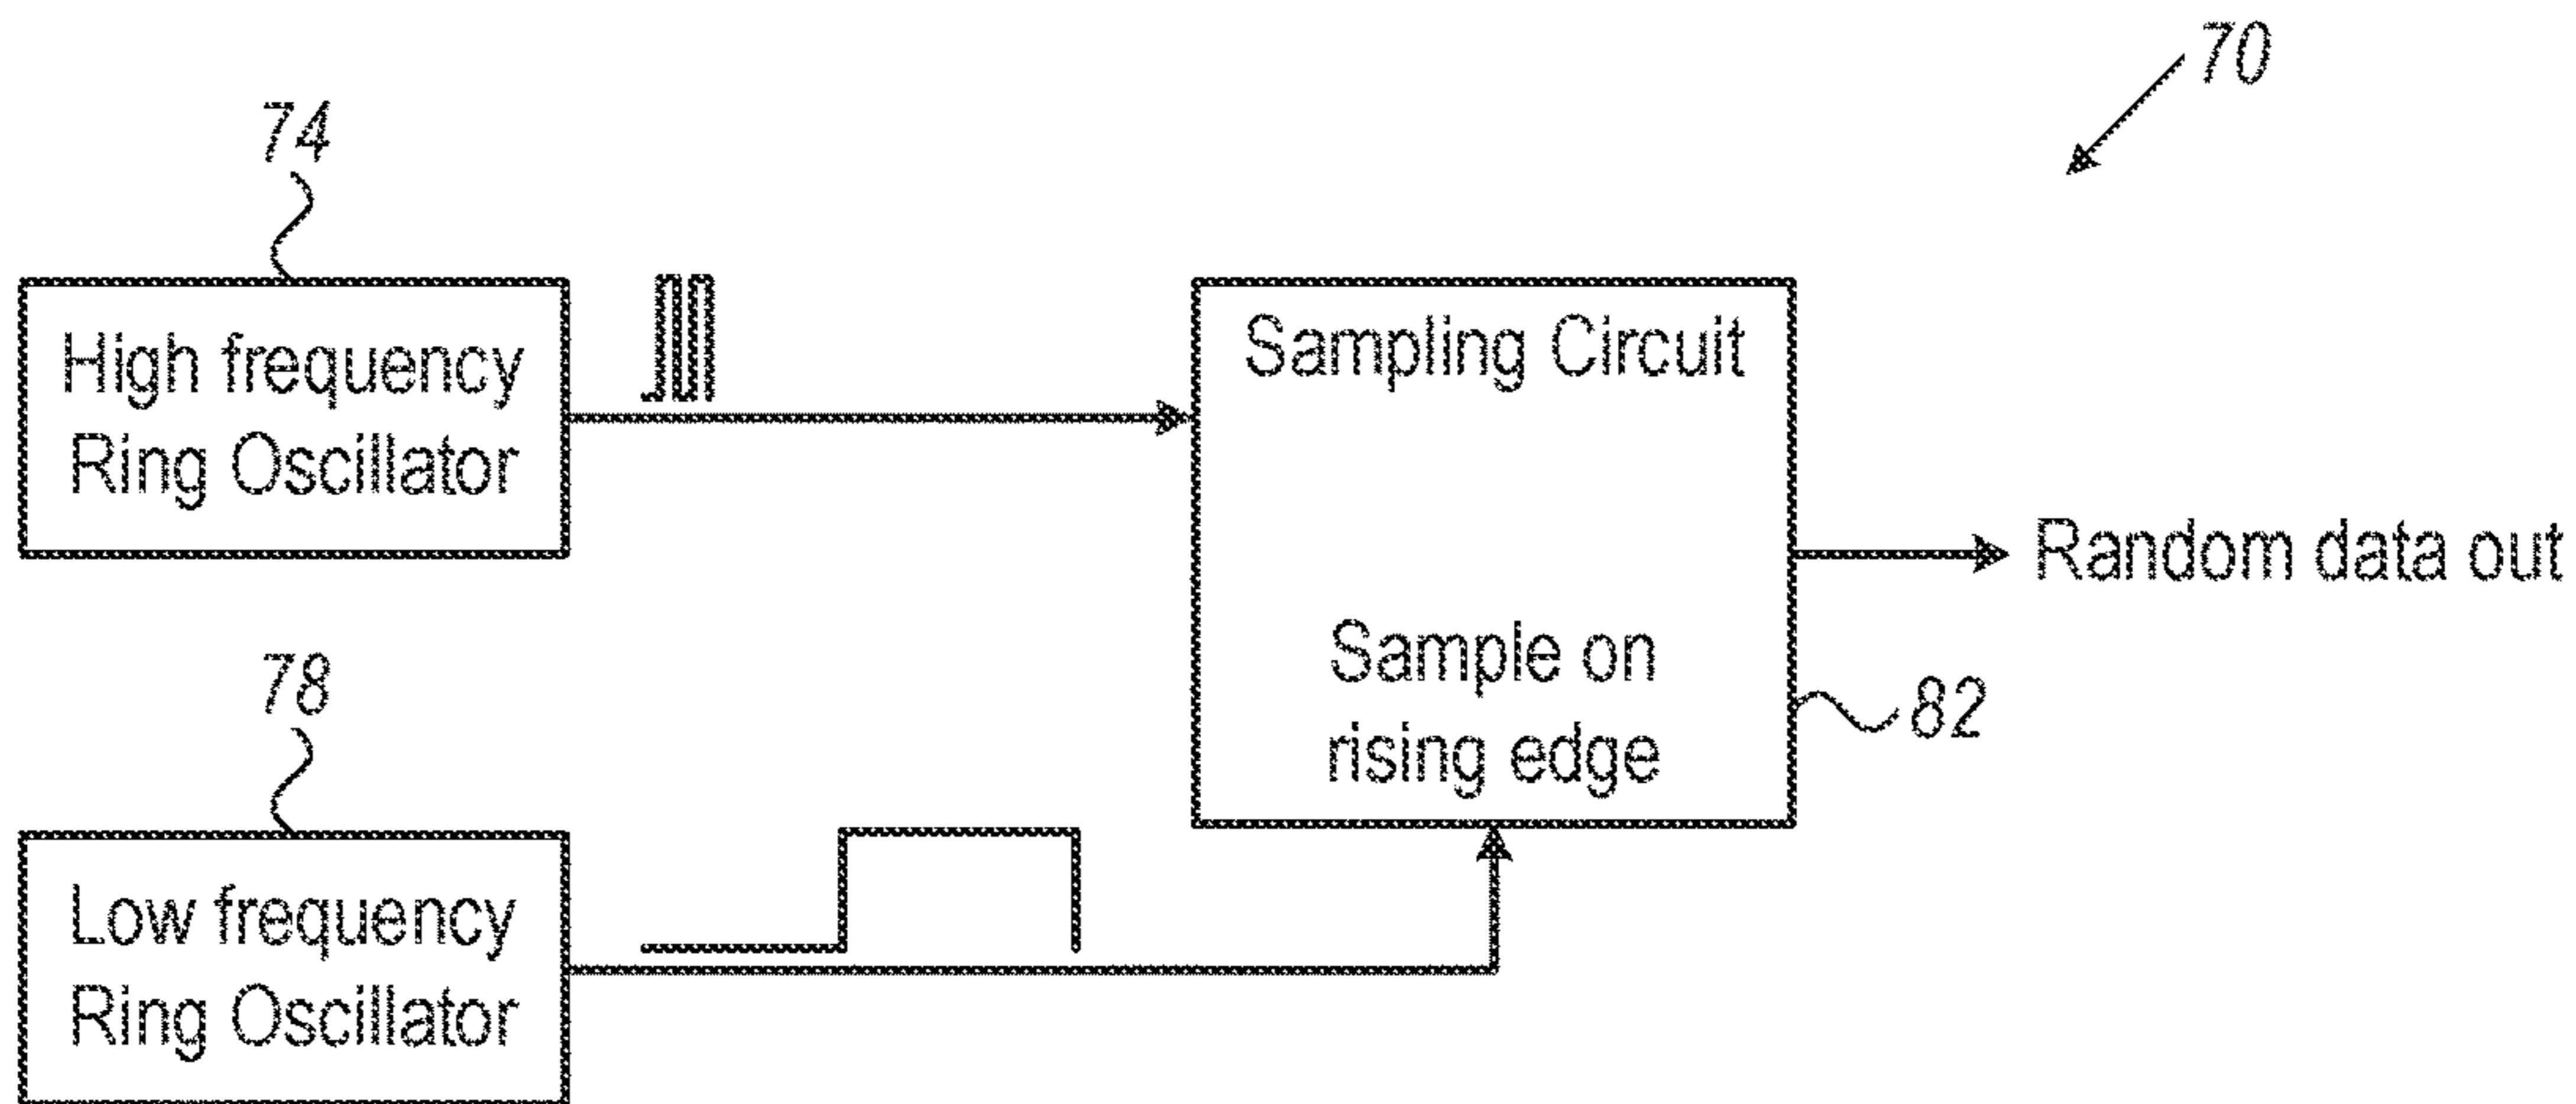 70
74
High frequency
Ring Oscillator
Sampling Circuit
Sample on
rising edge
Random data out
82
78
Low frequency
Ring Oscillator